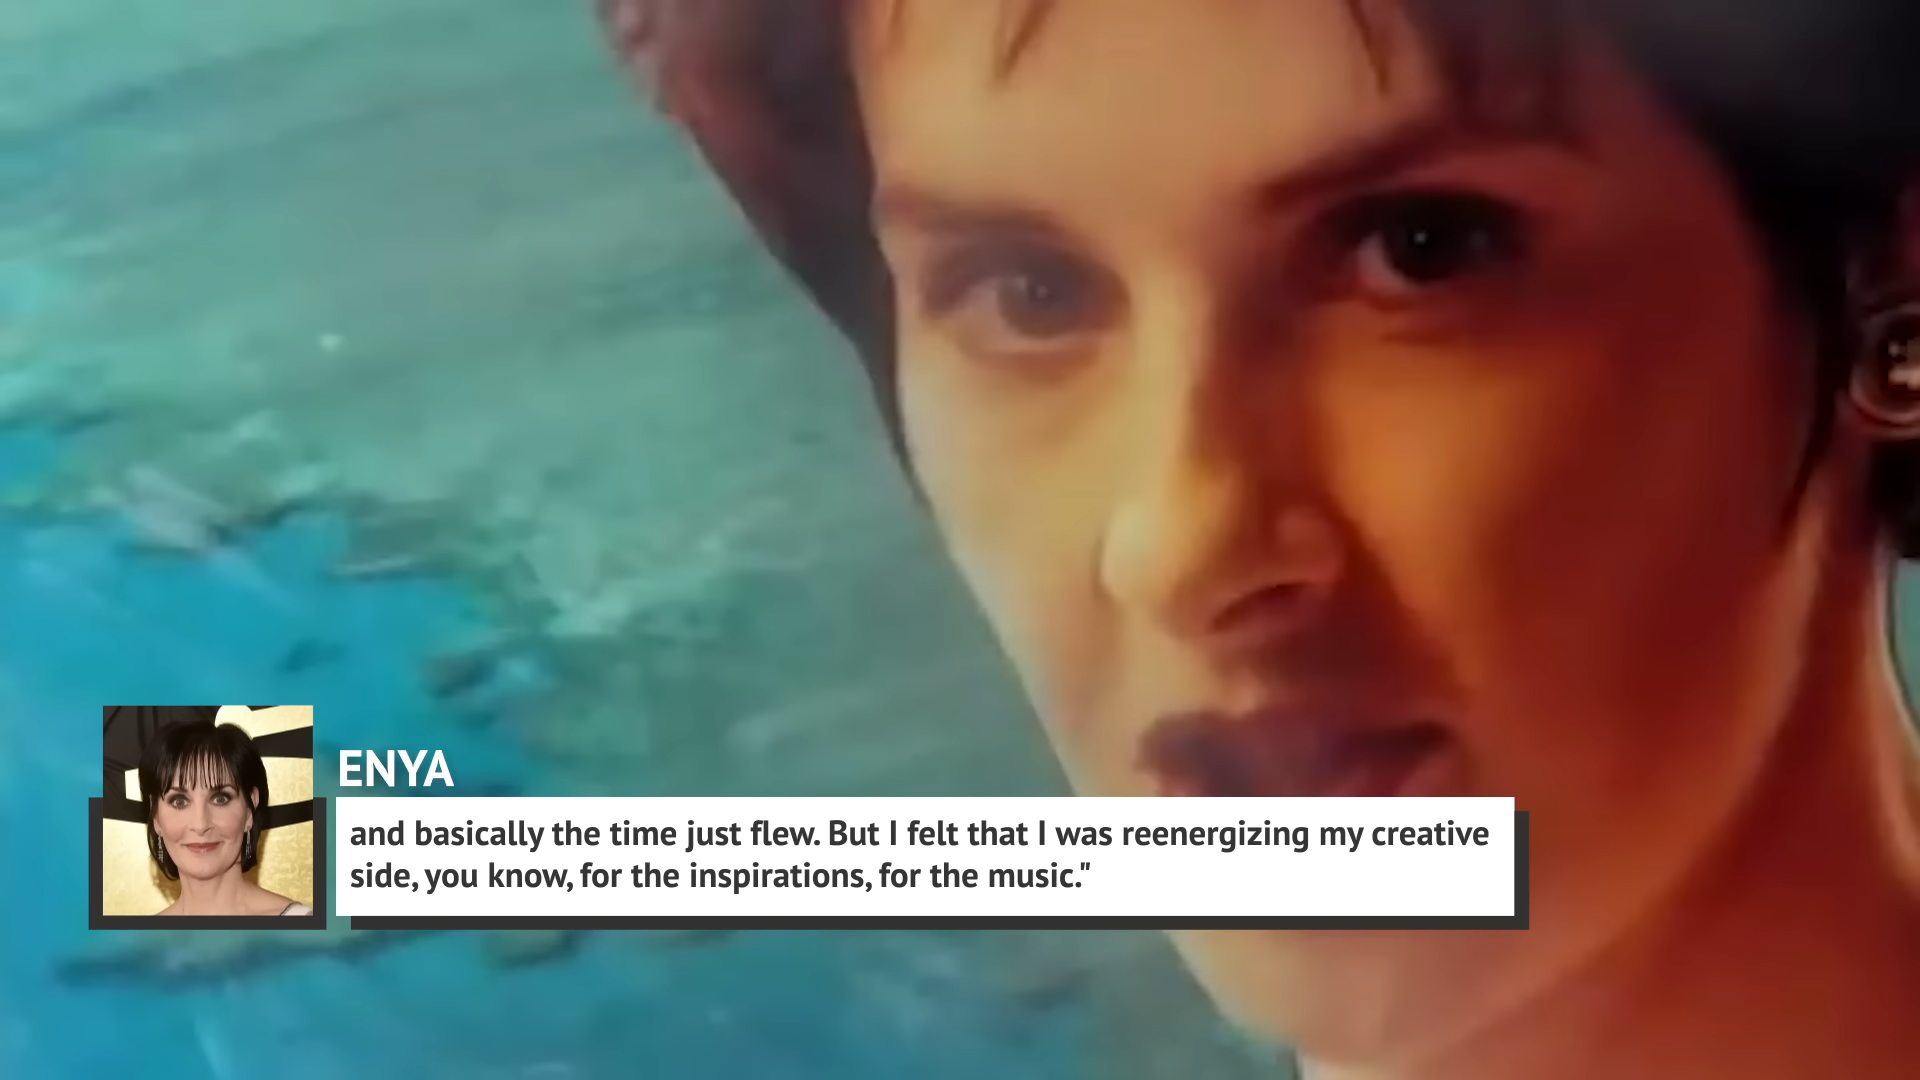 ENYA
and basically the time just flew. But I felt that I was reenergizing my creative
side, you know, for the inspirations, for the music."